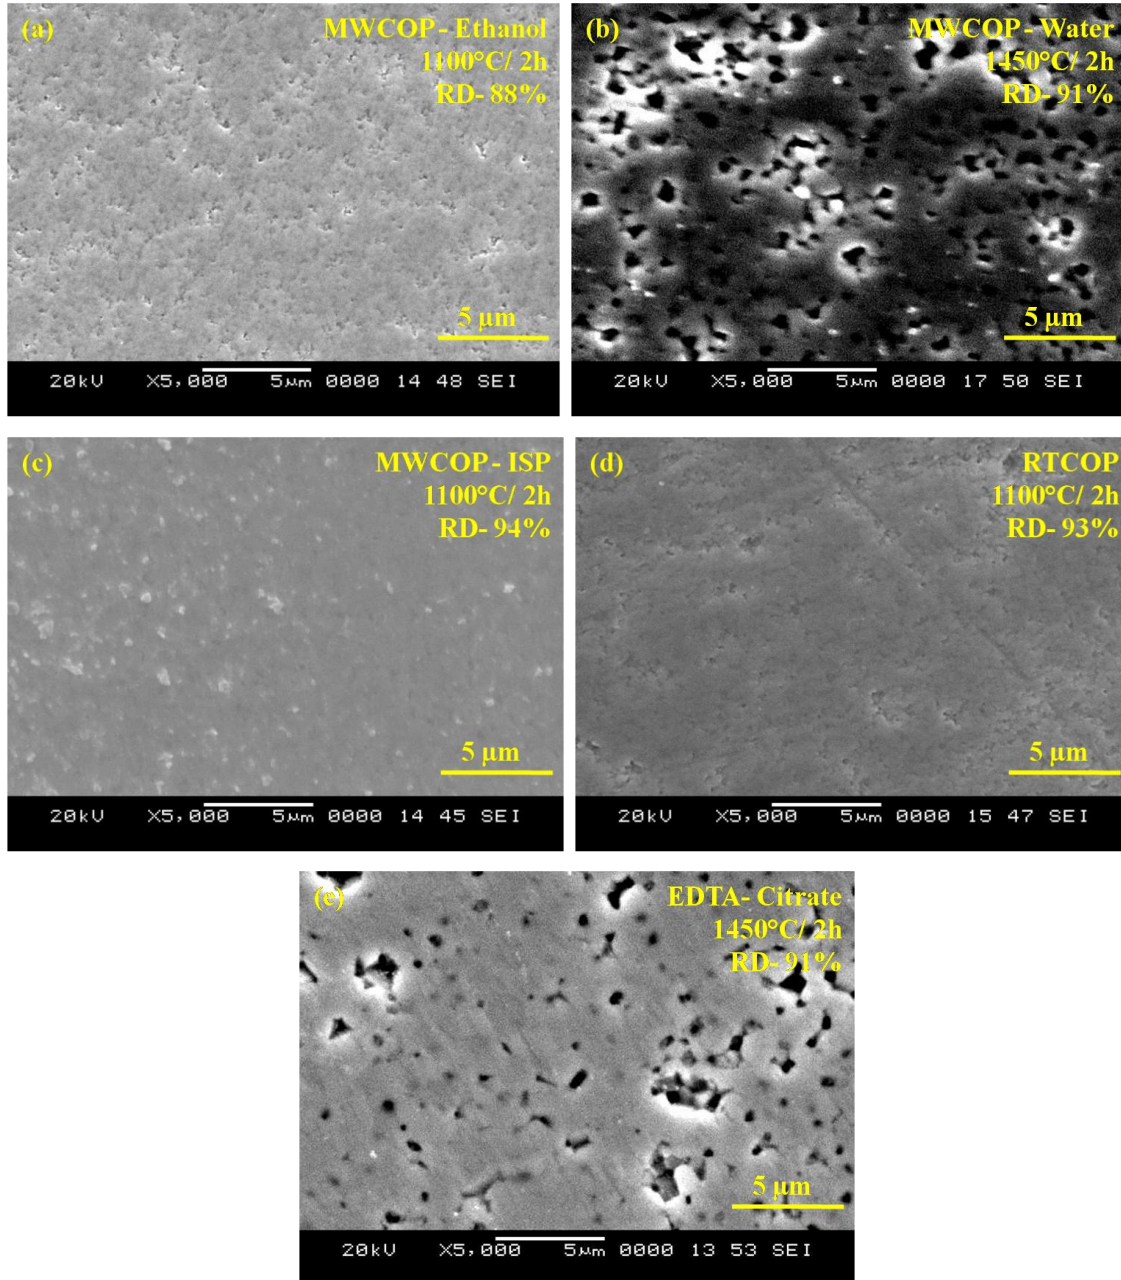 (a)
MWCOP - Ethanol
1100°C/ 2h
RD- 88%
5 µm
20kV X5,000 5µm 0000 14 48 SEI
(b)
MWCOP - Water
1450°C/ 2h
RD- 91%
5 µm
20kV X5,000 5µm 0000 17 50 SEI
(c)
MWCOP - ISP
1100°C/ 2h
RD- 94%
5 µm
20kV X5,000 5µm 0000 14 45 SEI
(d)
RTCOP
1100°C/ 2h
RD- 93%
5 µm
20kV X5,000 5µm 0000 15 47 SEI
(e)
EDTA- Citrate
1450°C/ 2h
RD- 91%
5 µm
20kV X5,000 5µm 0000 13 53 SEI